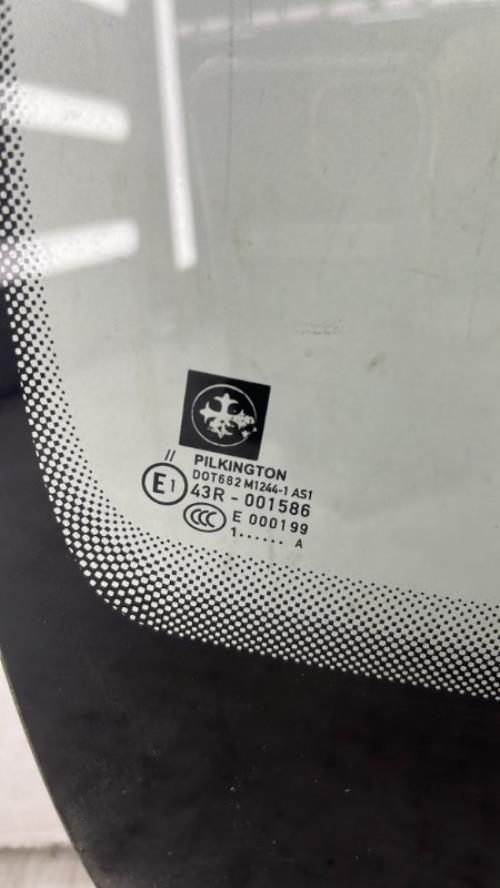 PILKINGTON
// DOT682 M1244-1 AS1
E1 43R - 001586
CCC E 000199
1...... A